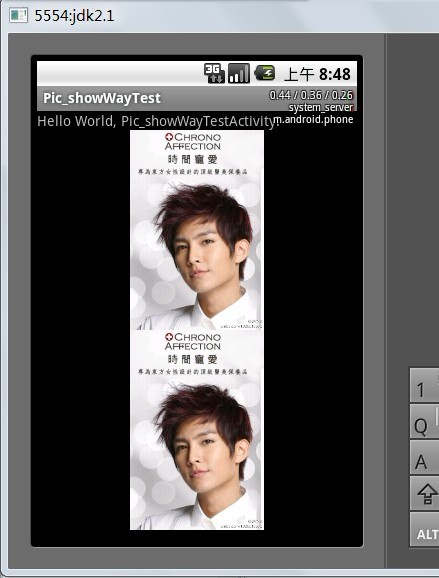 5554:jdk2.1
3G
上午 8:48
Pic_showWayTest
0.44 / 0.36 / 0.26
system_server
m.android.phone
Hello World, Pic_showWayTestActivity
CHRONO
AFFECTION
時間寵愛
專為東方女性設計的頂級醫美保養品
CHRONO
AFFECTION
時間寵愛
專為東方女性設計的頂級醫美保養品
1
Q
A
ALT